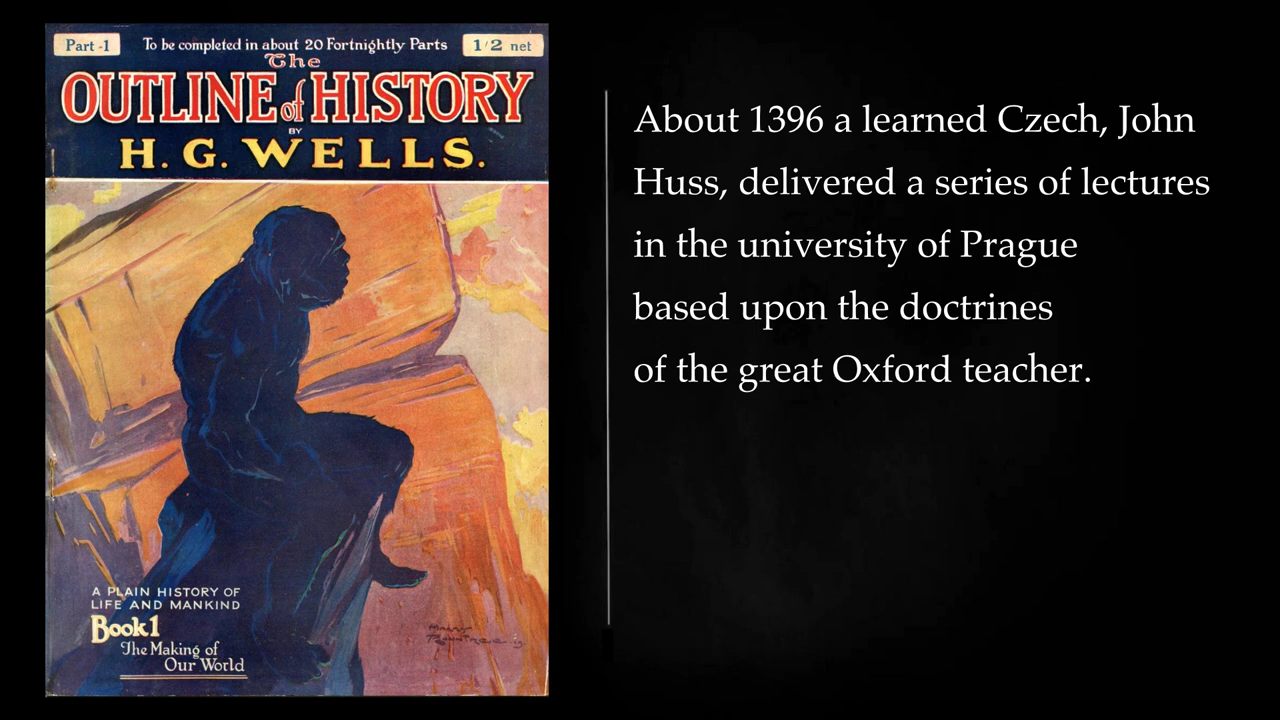 Part -1
To be completed in about 20 Fortnightly Parts
1/2 net
The
OUTLINE of HISTORY
BY
H. G. WELLS.
A PLAIN HISTORY OF
LIFE AND MANKIND
Book 1
The Making of
Our World
About 1396 a learned Czech, John
Huss, delivered a series of lectures
in the university of Prague
based upon the doctrines
of the great Oxford teacher.